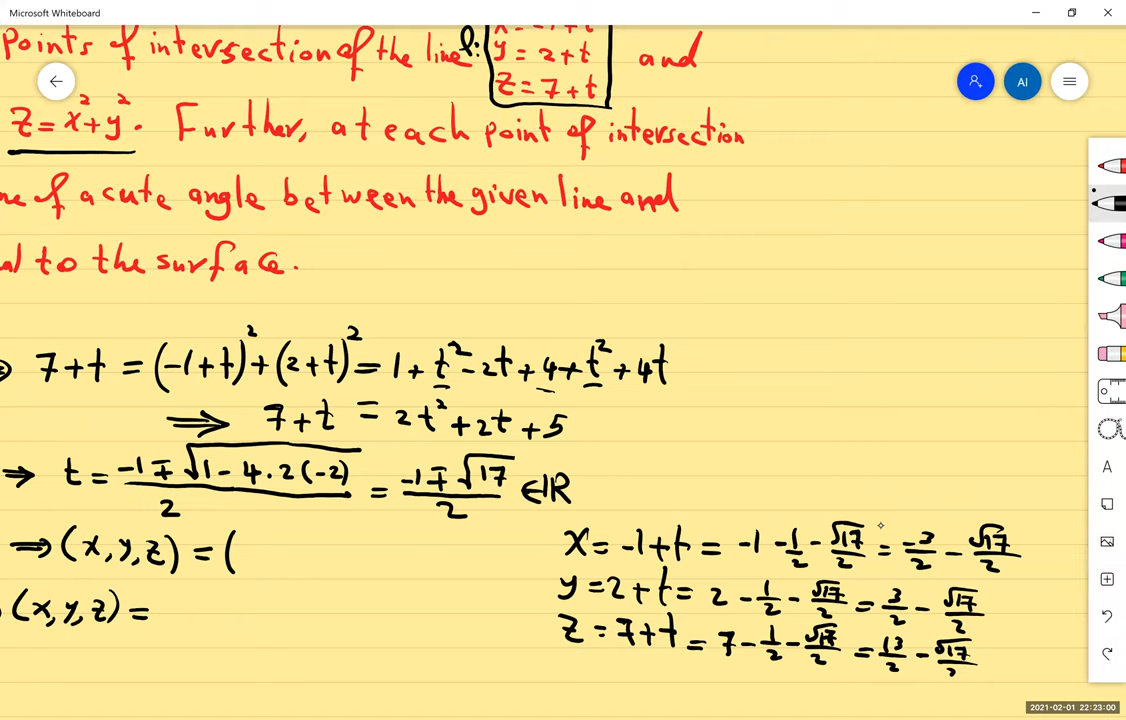 Microsoft Whiteboard
points of intersection of the line l: y = 2+t and
z = 7+t
z = x²+y². Further, at each point of intersection
of acute angle between the given line and
to the surface.
AI
7+t = (-1+t)²+(2+t)² = 1+t²-2t+4+t²+4t
⟹ 7+t = 2t²+2t+5
⇒ t = (-1∓√(1-4.2(-2)))/2 = (-1∓√17)/2 ∈ℝ
⇒ (x,y,z) = (
(x,y,z) =
x = -1+t = -1 -1/2 - √17/2 = -3/2 - √17/2
y = 2+t = 2 - 1/2 - √17/2 = 3/2 - √17/2
z = 7+t = 7 - 1/2 - √17/2 = 13/2 - √17/2
A
2021-02-01 22:23:00